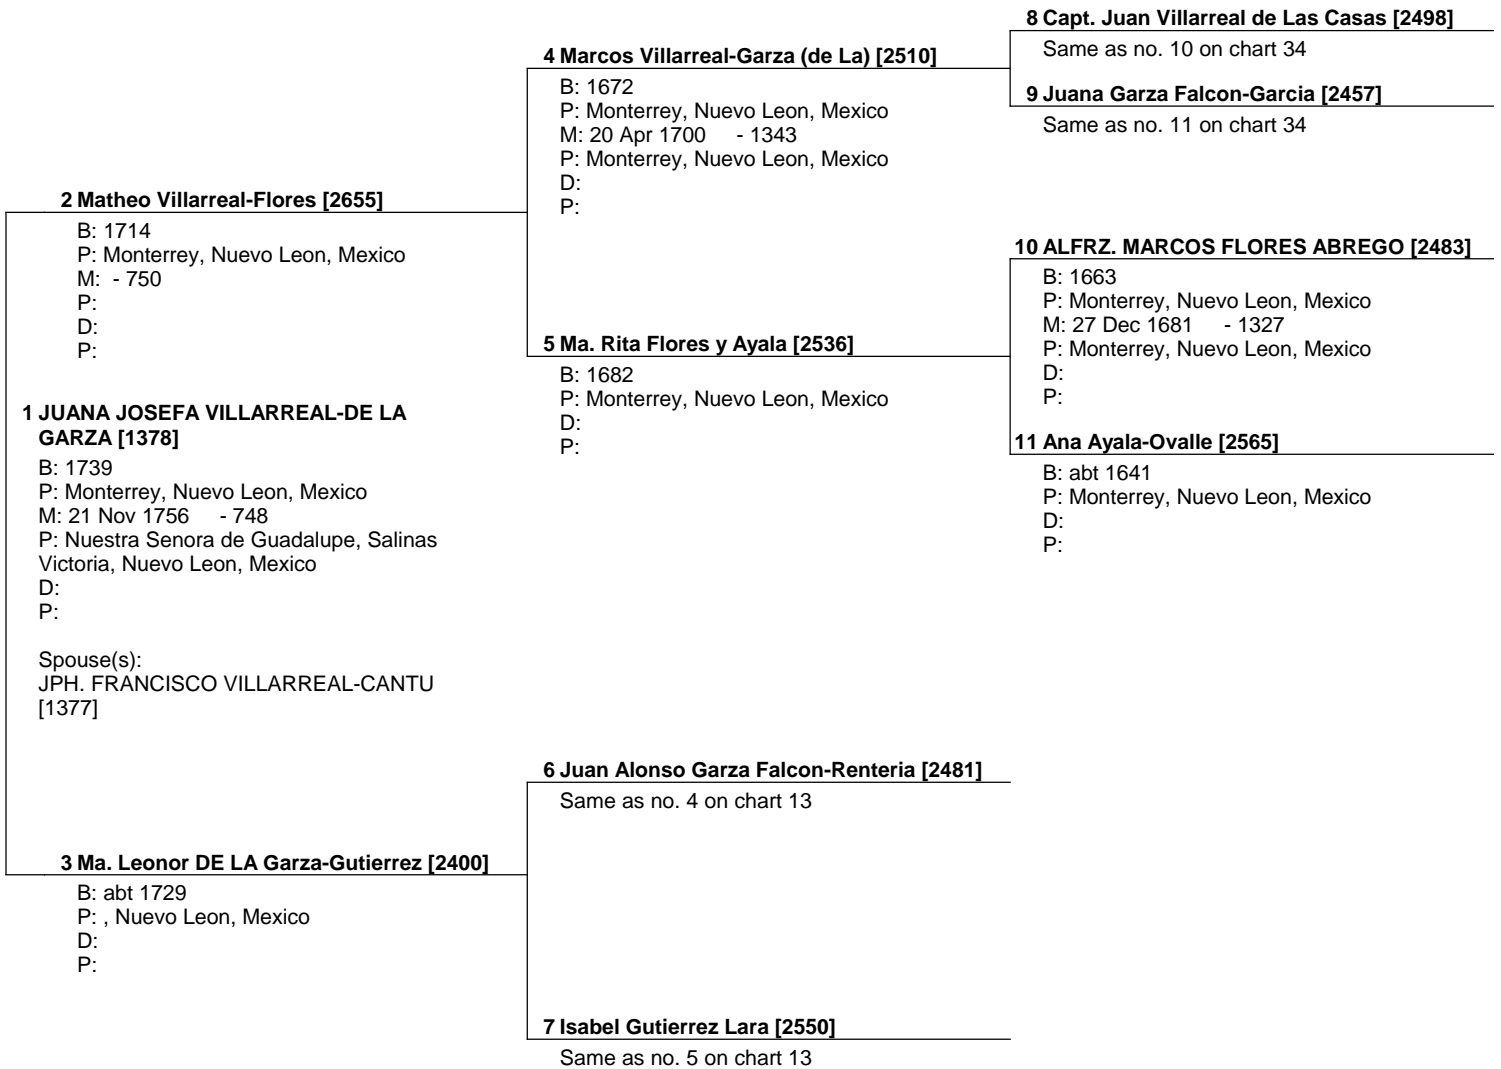 8 Capt. Juan Villarreal de Las Casas [2498]
Same as no. 10 on chart 34
4 Marcos Villarreal-Garza (de La) [2510]
B: 1672
P: Monterrey, Nuevo Leon, Mexico
M: 20 Apr 1700 - 1343
P: Monterrey, Nuevo Leon, Mexico
D:
P:
9 Juana Garza Falcon-Garcia [2457]
Same as no. 11 on chart 34
2 Matheo Villarreal-Flores [2655]
B: 1714
P: Monterrey, Nuevo Leon, Mexico
M: - 750
P:
D:
P:
10 ALFRZ. MARCOS FLORES ABREGO [2483]
B: 1663
P: Monterrey, Nuevo Leon, Mexico
M: 27 Dec 1681 - 1327
P: Monterrey, Nuevo Leon, Mexico
D:
P:
5 Ma. Rita Flores y Ayala [2536]
B: 1682
P: Monterrey, Nuevo Leon, Mexico
D:
P:
11 Ana Ayala-Ovalle [2565]
B: abt 1641
P: Monterrey, Nuevo Leon, Mexico
D:
P:
1 JUANA JOSEFA VILLARREAL-DE LA
GARZA [1378]
B: 1739
P: Monterrey, Nuevo Leon, Mexico
M: 21 Nov 1756 - 748
P: Nuestra Senora de Guadalupe, Salinas
Victoria, Nuevo Leon, Mexico
D:
P:
Spouse(s):
JPH. FRANCISCO VILLARREAL-CANTU
[1377]
6 Juan Alonso Garza Falcon-Renteria [2481]
Same as no. 4 on chart 13
3 Ma. Leonor DE LA Garza-Gutierrez [2400]
B: abt 1729
P: , Nuevo Leon, Mexico
D:
P:
7 Isabel Gutierrez Lara [2550]
Same as no. 5 on chart 13